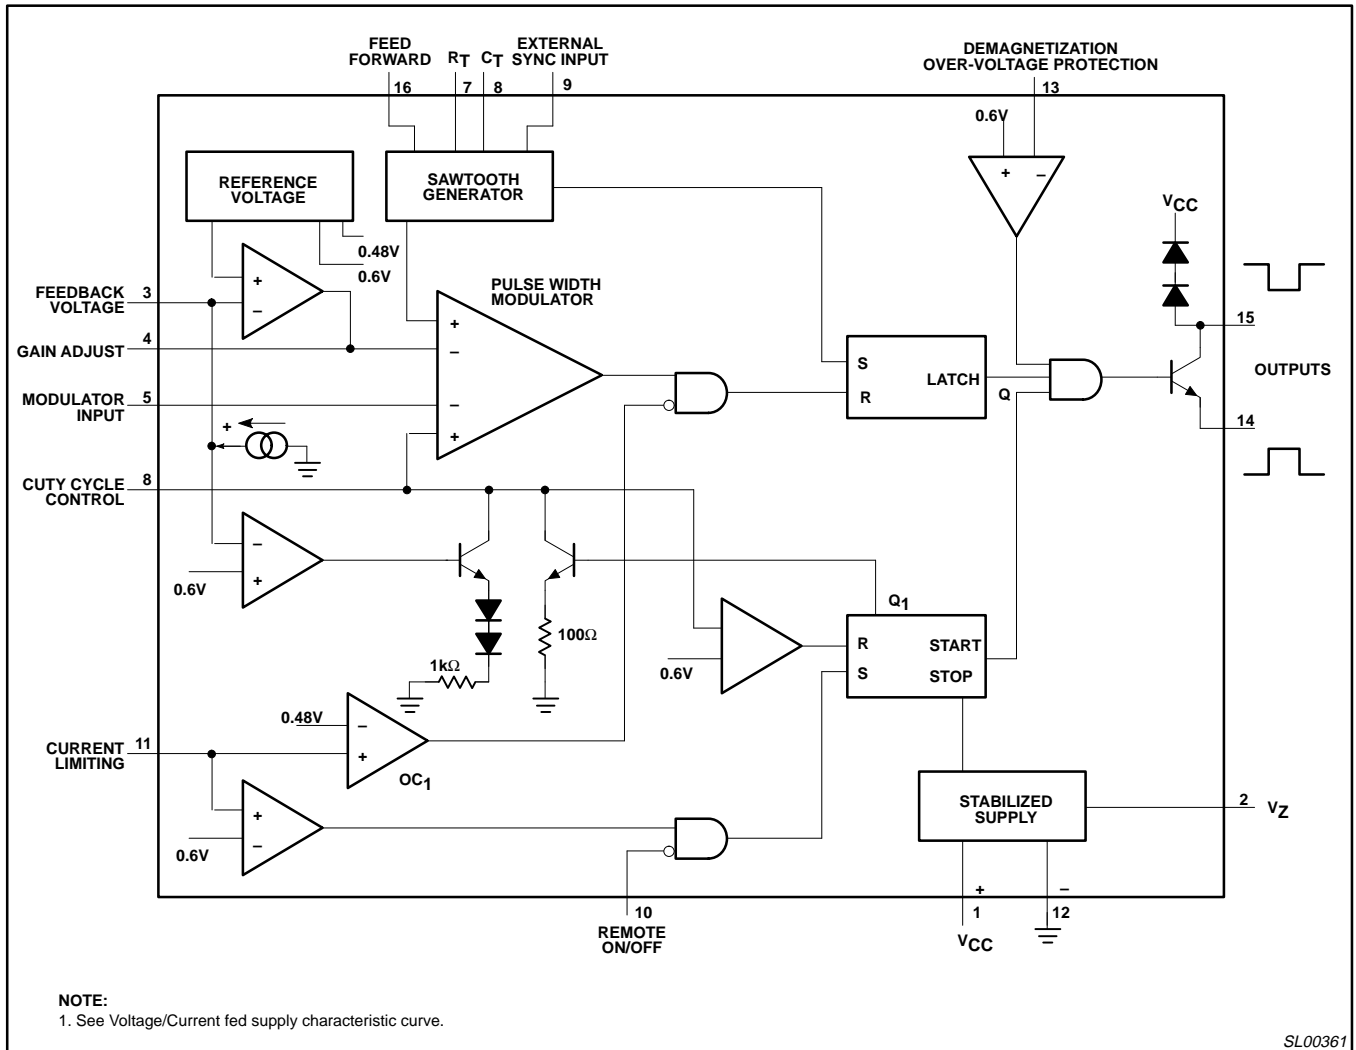 FEED
FORWARD
RT
CT
EXTERNAL
SYNC INPUT
DEMAGNETIZATION
OVER-VOLTAGE PROTECTION
16
7
8
9
13
0.6V
REFERENCE
VOLTAGE
SAWTOOTH
GENERATOR
+
−
VCC
0.48V
0.6V
+
−
PULSE WIDTH
MODULATOR
FEEDBACK
VOLTAGE
3
GAIN ADJUST
4
+
−
−
+
15
S
R
LATCH
Q
OUTPUTS
MODULATOR
INPUT
5
14
+
CUTY CYCLE
CONTROL
8
−
+
0.6V
Q1
100Ω
1kΩ
0.6V
R
S
START
STOP
0.48V
−
+
OC1
CURRENT
LIMITING
11
+
−
0.6V
STABILIZED
SUPPLY
2
VZ
+
−
10
REMOTE
ON/OFF
1
VCC
12
NOTE:
1. See Voltage/Current fed supply characteristic curve.
SL00361